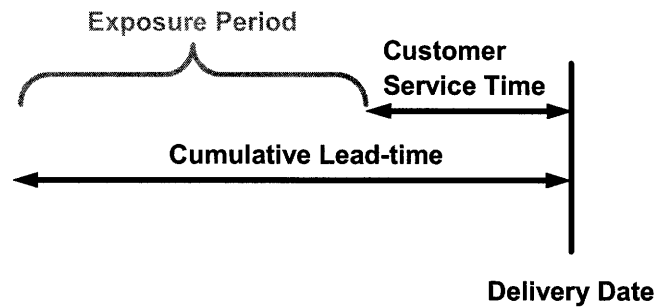 Exposure Period
Customer
Service Time
Cumulative Lead-time
Delivery Date